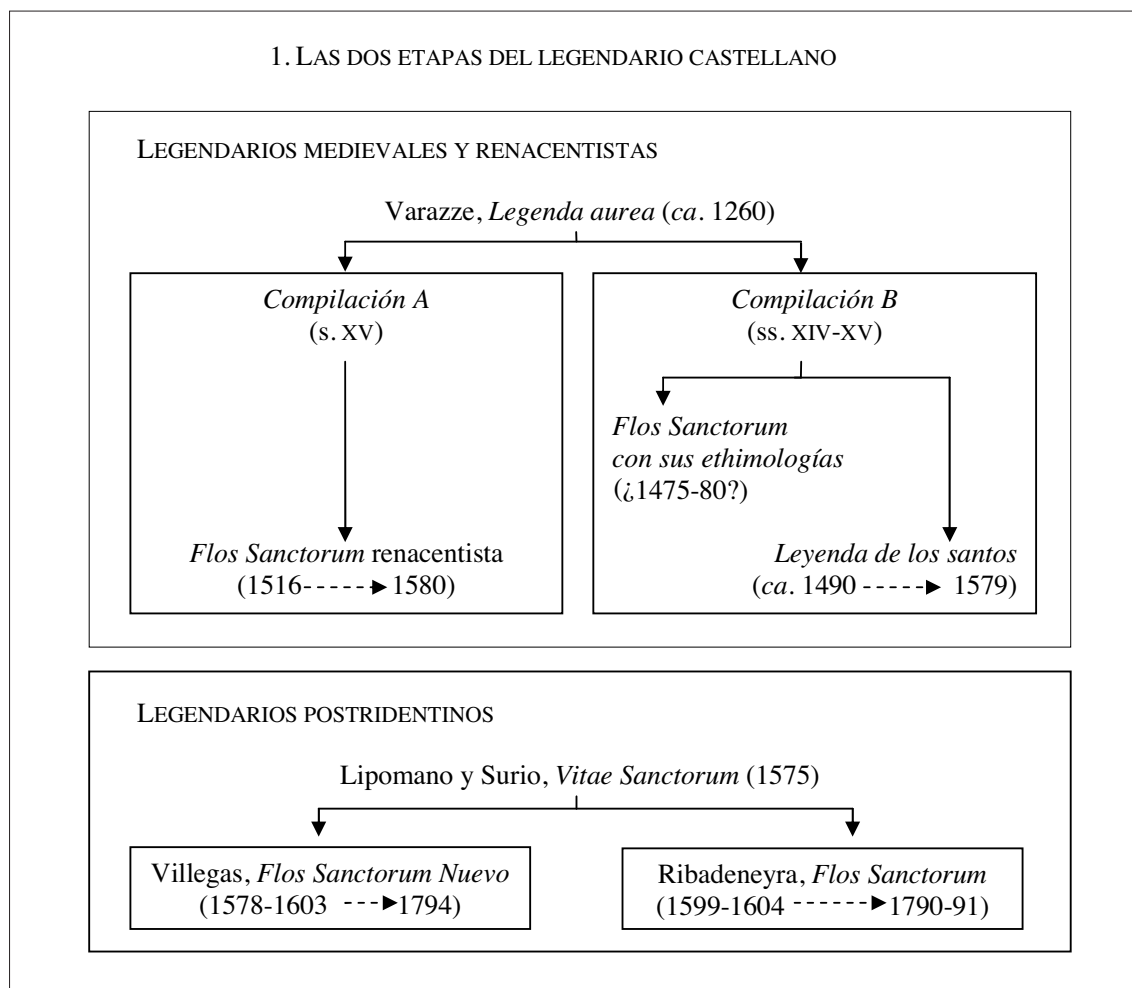 1. LAS DOS ETAPAS DEL LEGENDARIO CASTELLANO
LEGENDARIOS MEDIEVALES Y RENACENTISTAS
Varazze, Legenda aurea (ca. 1260)
Compilación A
(s. XV)
Flos Sanctorum renacentista
(1516 1580)
Compilación B
(ss. XIV-XV)
Flos Sanctorum
con sus ethimologías
(¿1475-80?)
Leyenda de los santos
(ca. 1490 1579)
LEGENDARIOS POSTRIDENTINOS
Lipomano y Surio, Vitae Sanctorum (1575)
Villegas, Flos Sanctorum Nuevo
(1578-1603 1794)
Ribadeneyra, Flos Sanctorum
(1599-1604 1790-91)